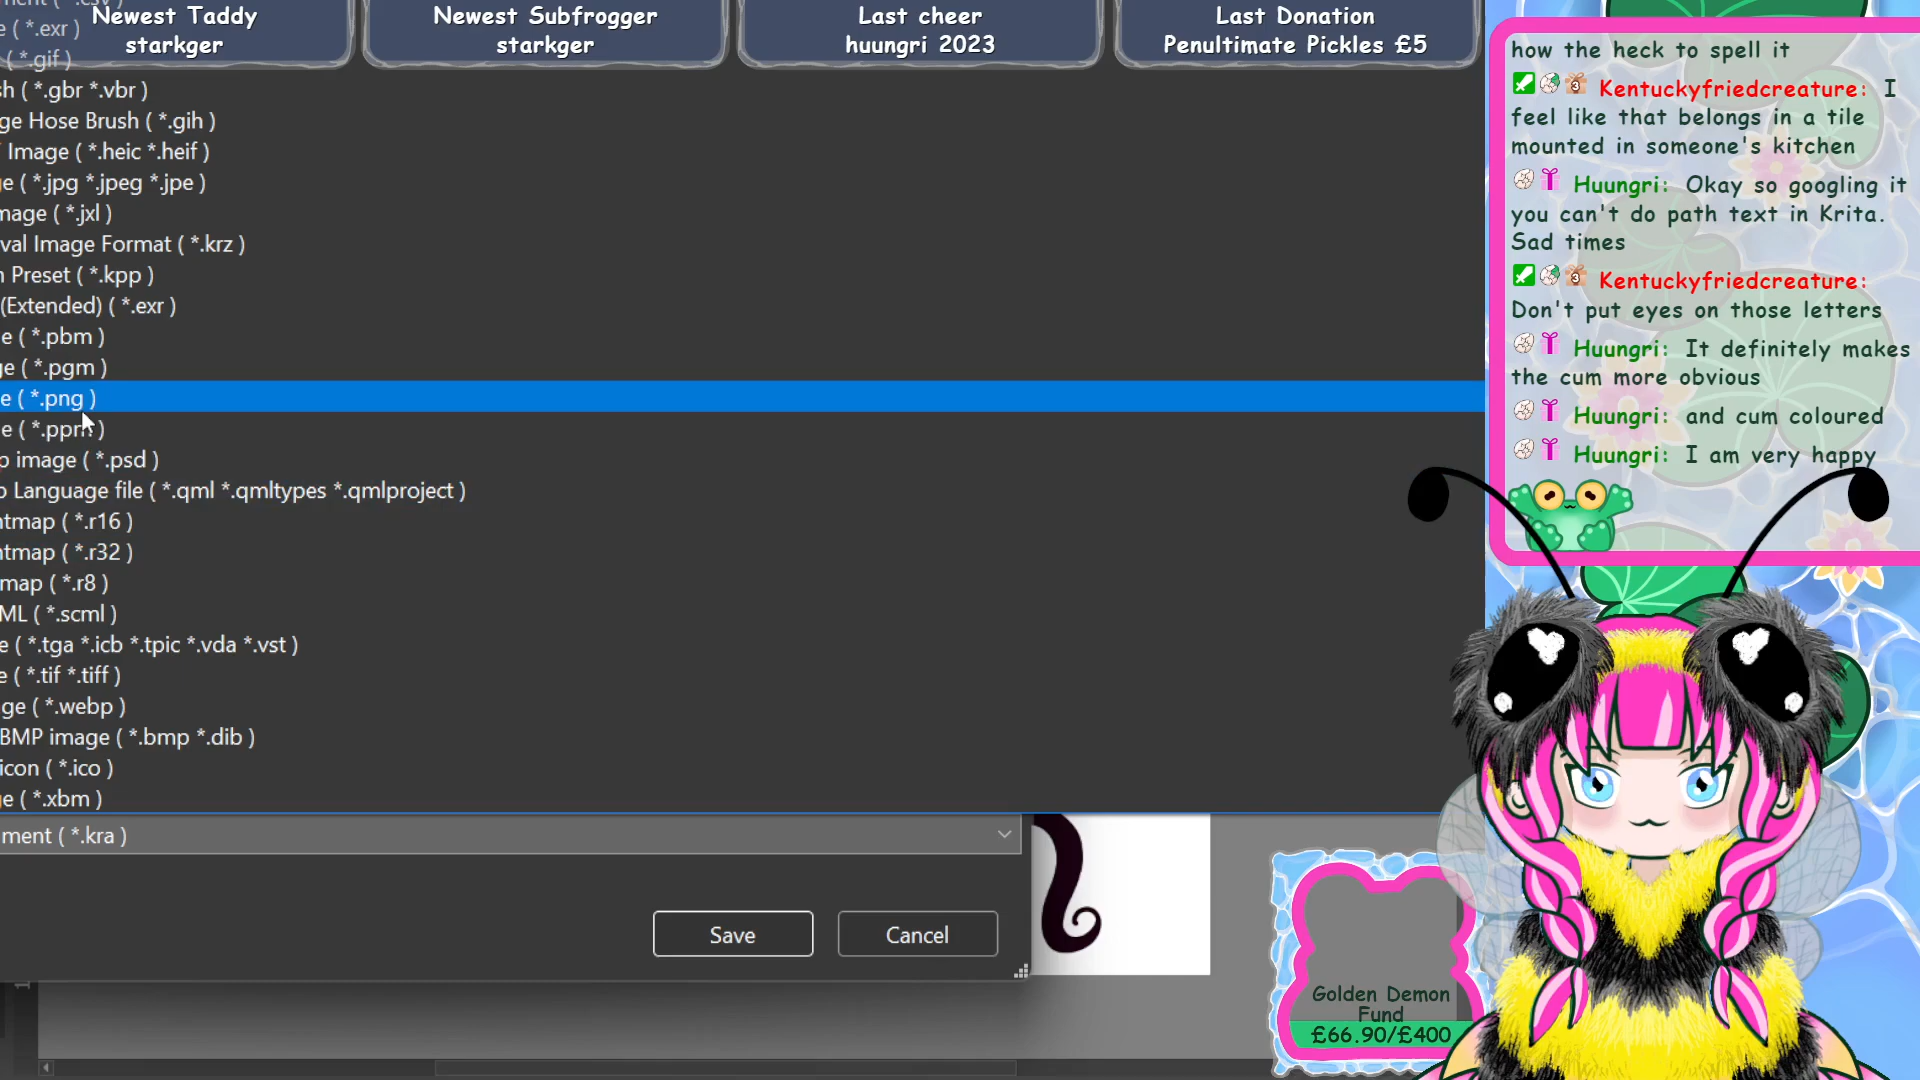 Newest Taddy
starkger
Newest Subfrogger
starkger
Last cheer
huungri 2023
Last Donation
Penultimate Pickles £5
e ( *.exr )
( *.gif )
sh ( *.gbr *.vbr )
ge Hose Brush ( *.gih )
Image ( *.heic *.heif )
ge ( *.jpg *.jpeg *.jpe )
mage ( *.jxl )
val Image Format ( *.krz )
n Preset ( *.kpp )
(Extended) ( *.exr )
e ( *.pbm )
ge ( *.pgm )
e ( *.png )
e ( *.ppm )
p image ( *.psd )
o Language file ( *.qml *.qmltypes *.qmlproject )
htmap ( *.r16 )
htmap ( *.r32 )
map ( *.r8 )
ML ( *.scml )
e ( *.tga *.icb *.tpic *.vda *.vst )
e ( *.tif *.tiff )
ge ( *.webp )
BMP image ( *.bmp *.dib )
icon ( *.ico )
ge ( *.xbm )
ment ( *.kra )
Save
Cancel
how the heck to spell it
Kentuckyfriedcreature: I
feel like that belongs in a tile
mounted in someone's kitchen
Huungri: Okay so googling it
you can't do path text in Krita.
Sad times
Kentuckyfriedcreature:
Don't put eyes on those letters
Huungri: It definitely makes
the cum more obvious
Huungri: and cum coloured
Huungri: I am very happy
Golden Demon
Fund
£66.90/£400